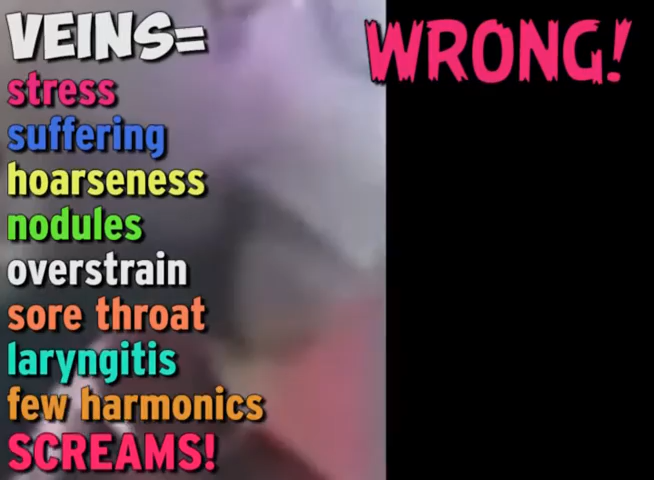 VEINS=
WRONG!
stress
suffering
hoarseness
nodules
overstrain
sore throat
laryngitis
few harmonics
SCREAMS!